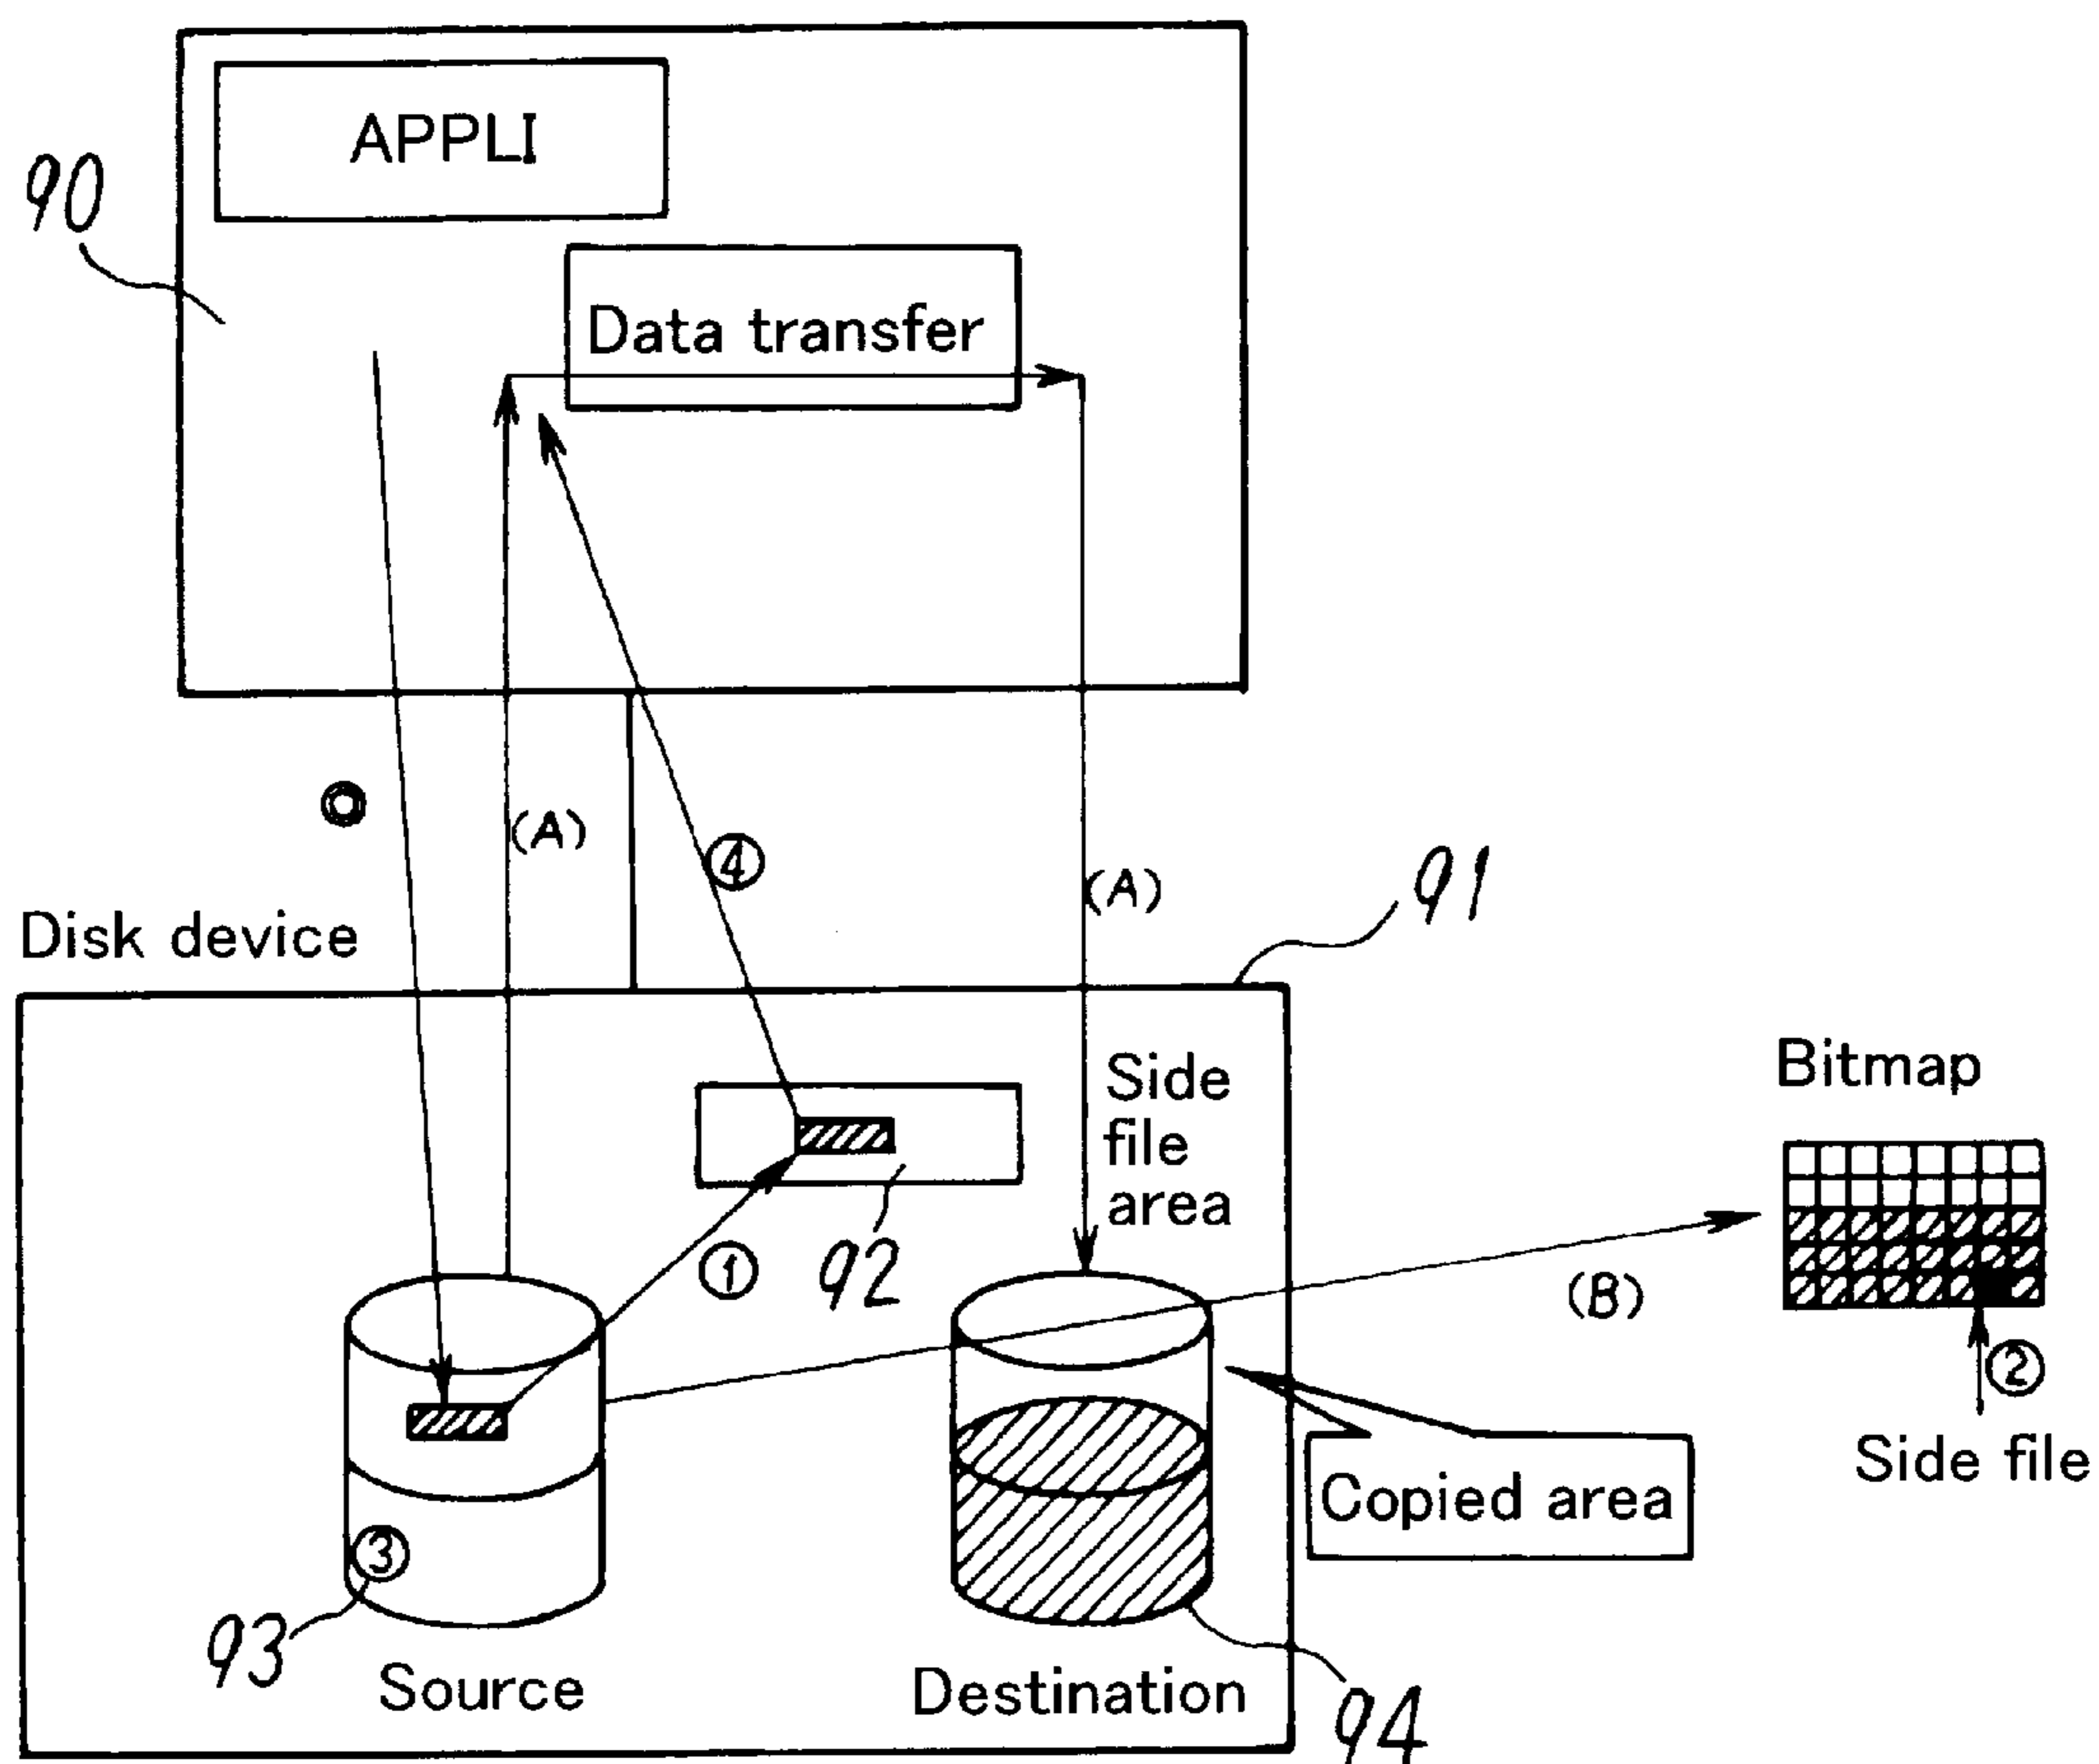 APPLI
90
Data transfer
◎
(A)
④
(A)
91
Disk device
Side
file
area
Bitmap
①
92
(B)
②
Side file
Copied area
③
93
Source
Destination
94